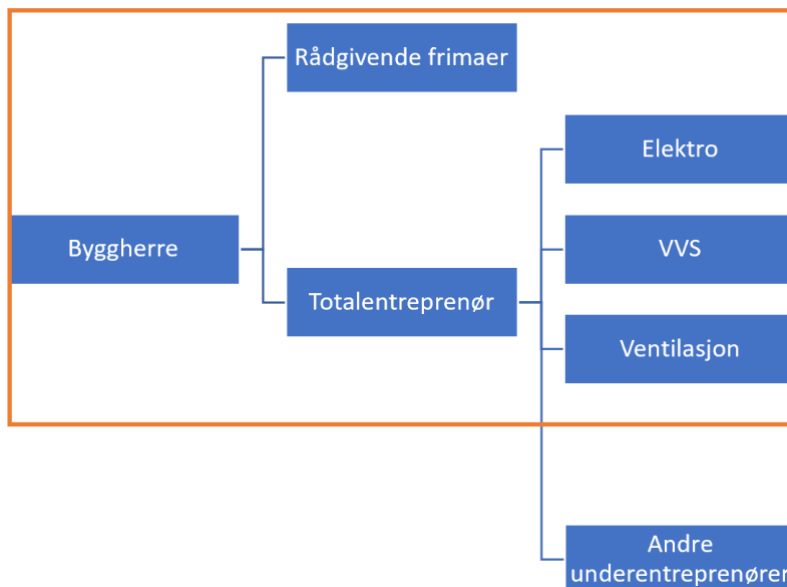 Rådgivende frimaer
Elektro
Byggherre
VVS
Totalentreprenør
Ventilasjon
Andre
underentreprenører